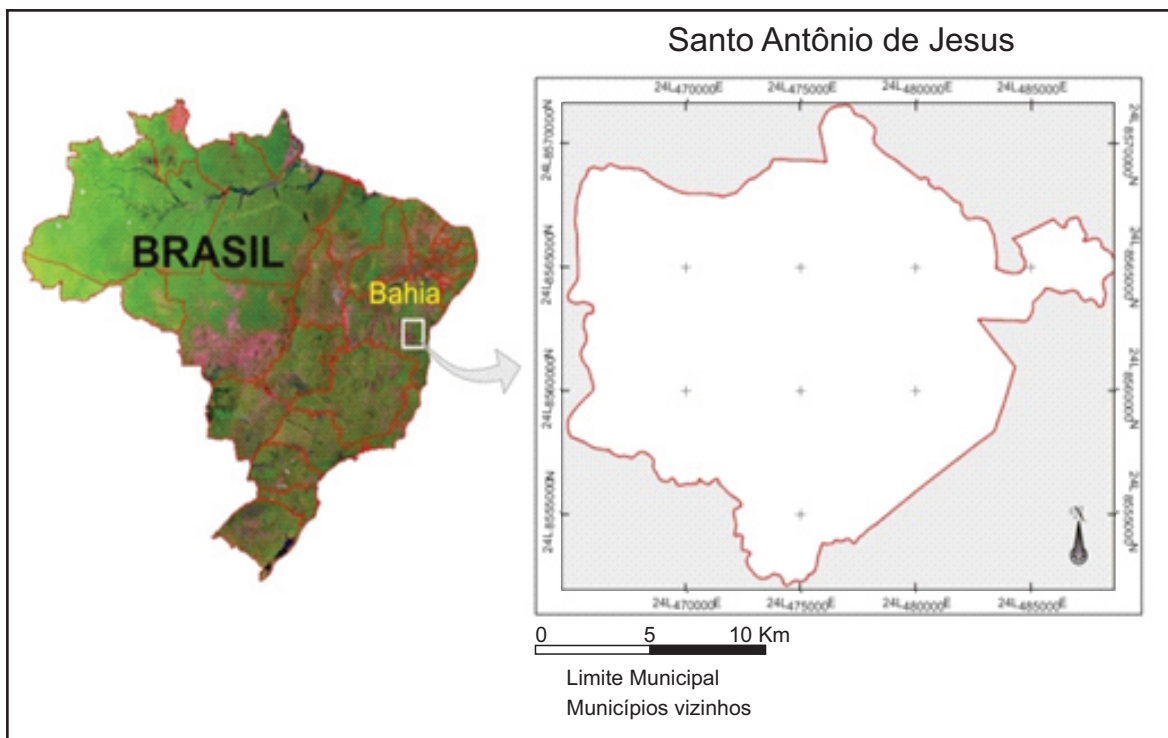 Santo Antônio de Jesus
24L470000E 24L475000E 24L480000E 24L485000E
24L8570000N
24L8570000N
BRASIL
24L8565000N
24L8565000N
Bahia
24L8560000N
24L8560000N
24L8555000N
24L8555000N
N
24L470000E 24L475000E 24L480000E 24L485000E
0 5 10 Km
Limite Municipal
Municípios vizinhos